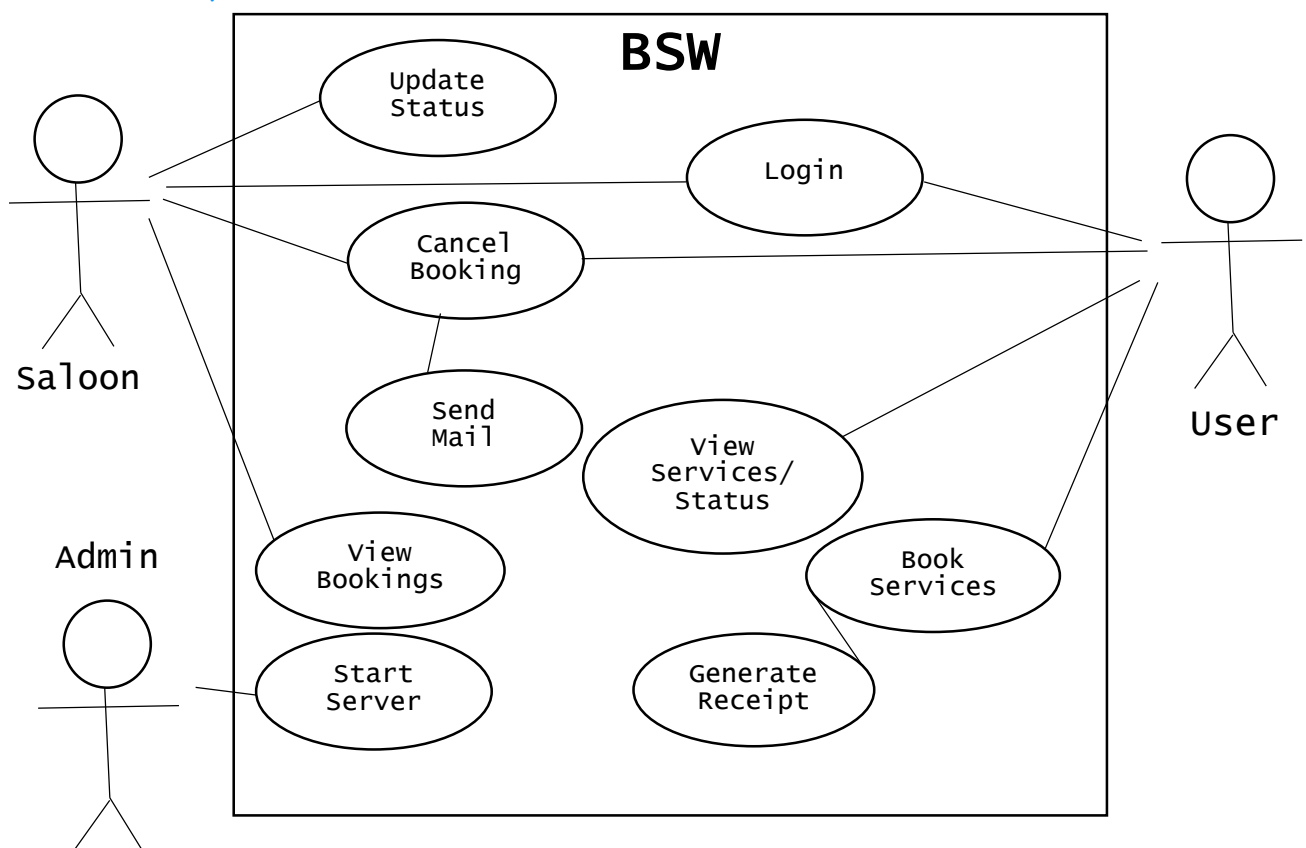 BSW
Update
Status
Login
Cancel
Booking
Saloon
Send
Mail
User
View
Services/
Status
Admin
View
Bookings
Book
Services
Start
Server
Generate
Receipt